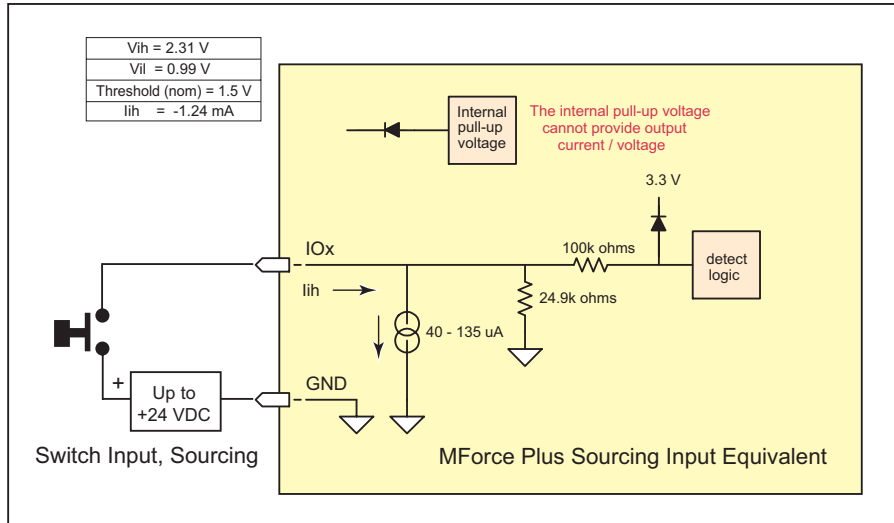 Vih = 2.31 V
Vil = 0.99 V
Threshold (nom) = 1.5 V
Iih = -1.24 mA
Internal
pull-up
voltage
The internal pull-up voltage
cannot provide output
current / voltage
3.3 V
IOx
100k ohms
detect
logic
Iih
24.9k ohms
40 - 135 uA
+
Up to
+24 VDC
GND
Switch Input, Sourcing
MForce Plus Sourcing Input Equivalent